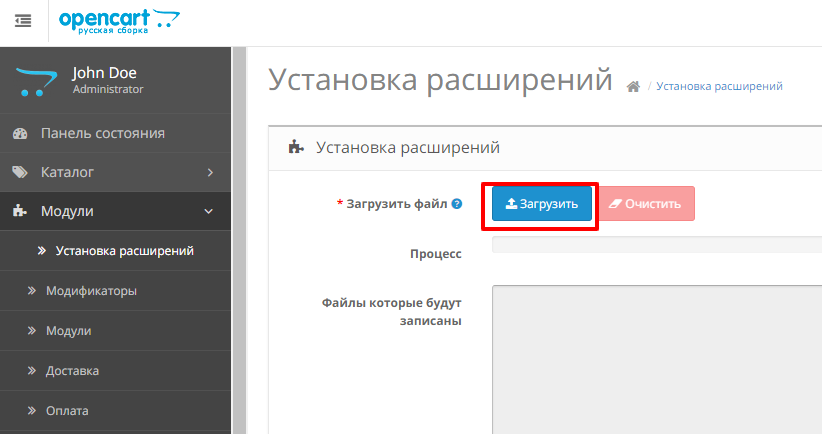 opencart
русская сборка
John Doe
Administrator
Установка расширений
/ Установка расширений
Панель состояния
Каталог
Модули
Установка расширений
Модификаторы
Модули
Доставка
Оплата
Установка расширений
* Загрузить файл ?
Загрузить
Очистить
Процесс
Файлы которые будут
записаны